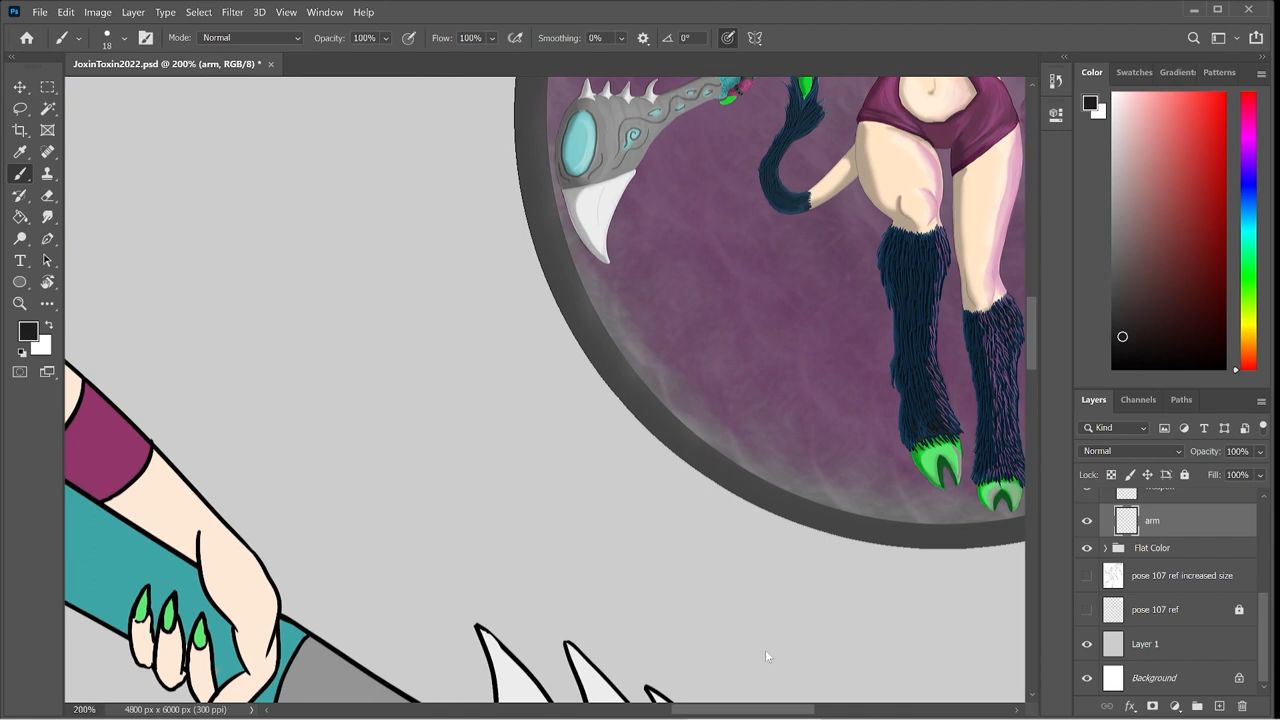 Ps File Edit Image Layer Type Select Filter 3D View Window Help
18 Mode: Normal Opacity: 100% Flow: 100% Smoothing: 0% 0°
JoxinToxin2022.psd @ 200% (arm, RGB/8) *
Color Swatches Gradient Patterns
Layers Channels Paths
Kind
Normal Opacity: 100%
Lock: Fill: 100%
arm
Flat Color
pose 107 ref increased size
pose 107 ref
Layer 1
Background
200% 4800 px x 6000 px (300 ppi)